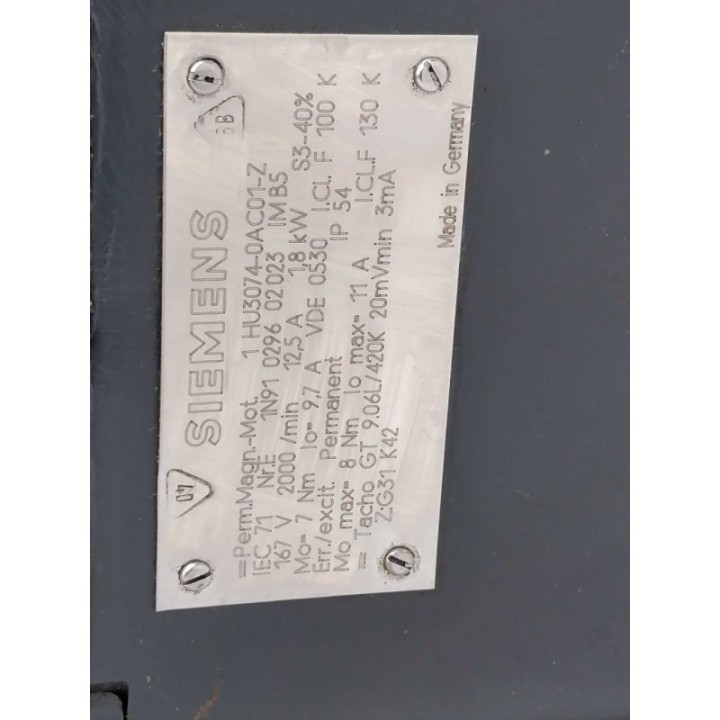 SIEMENS
=Perm.Magn.-Mot. 1 HU3074-0AC01-Z
IEC 71 Nr.E 1N91 0296 02023 IM B5
167 V 2000 /min 12,5 A 1,8 kW S3-40%
Mo= 7 Nm Io= 9,7 A VDE 0530 I.CL. F 100 K
Err./excit. Permanent IP 54
Mo max= 8 Nm Io max= 11 A I.CL.F 130 K
=Tacho GT 9.06L/420K 20mVmin 3mA
Z:G31 K42
Made in Germany